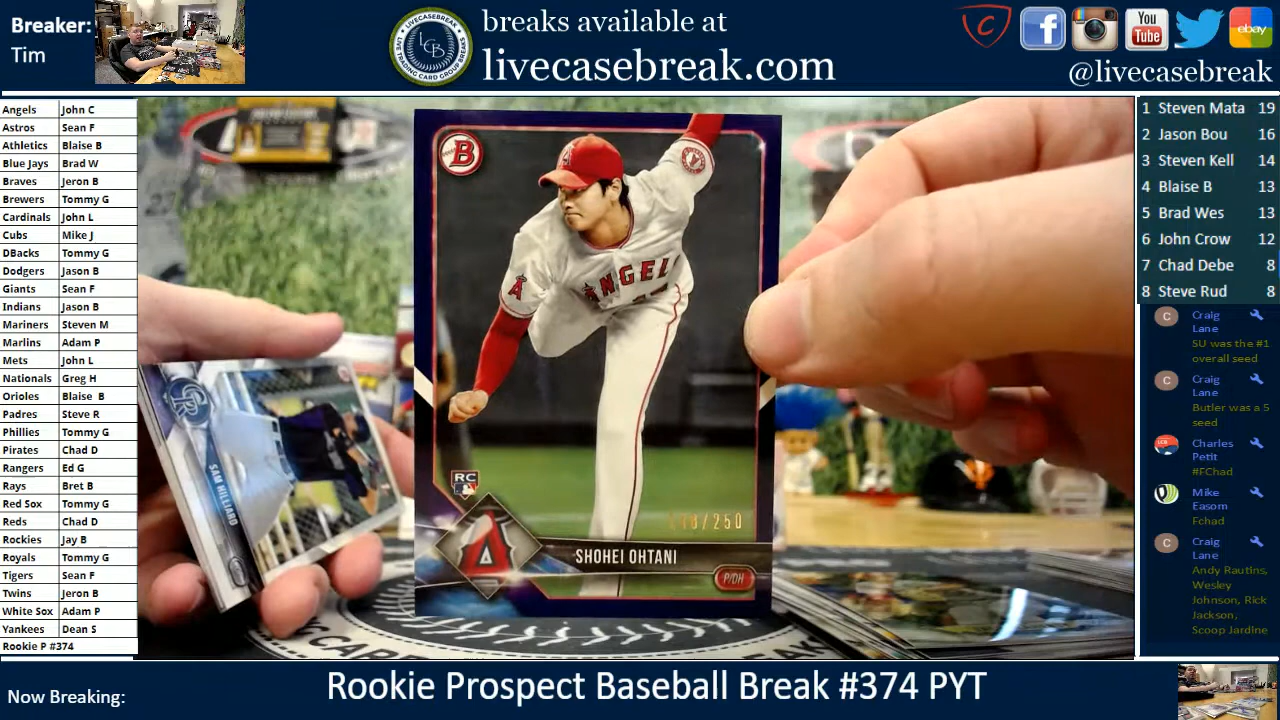 Breaker:
Tim
breaks available at
livecasebreak.com
You
Tube
ebay
@livecasebreak
LCB
Angels John C
Astros Sean F
Athletics Blaise B
Blue Jays Brad W
Braves Jeron B
Brewers Tommy G
Cardinals John L
Cubs Mike J
DBacks Tommy G
Dodgers Jason B
Giants Sean F
Indians Jason B
Mariners Steven M
Marlins Adam P
Mets John L
Nationals Greg H
Orioles Blaise B
Padres Steve R
Phillies Tommy G
Pirates Chad D
Rangers Ed G
Rays Bret B
Red Sox Tommy G
Reds Chad D
Rockies Jay B
Royals Tommy G
Tigers Sean F
Twins Jeron B
White Sox Adam P
Yankees Dean S
Rookie P #374
B
ANGEL
RC
/250
SHOHEI OHTANI
P/DH
SAM HILLIARD
1 Steven Mata 19
2 Jason Bou 16
3 Steven Kell 14
4 Blaise B 13
5 Brad Wes 13
6 John Crow 12
7 Chad Debe 8
8 Steve Rud 8
C Craig
Lane
SU was the #1
overall seed
C Craig
Lane
Butler was a 5
seed
Charles
Petit
#FChad
Mike
Easom
Fchad
C Craig
Lane
Andy Rautins,
Wesley
Johnson, Rick
Jackson,
Scoop Jardine
Now Breaking:
Rookie Prospect Baseball Break #374 PYT